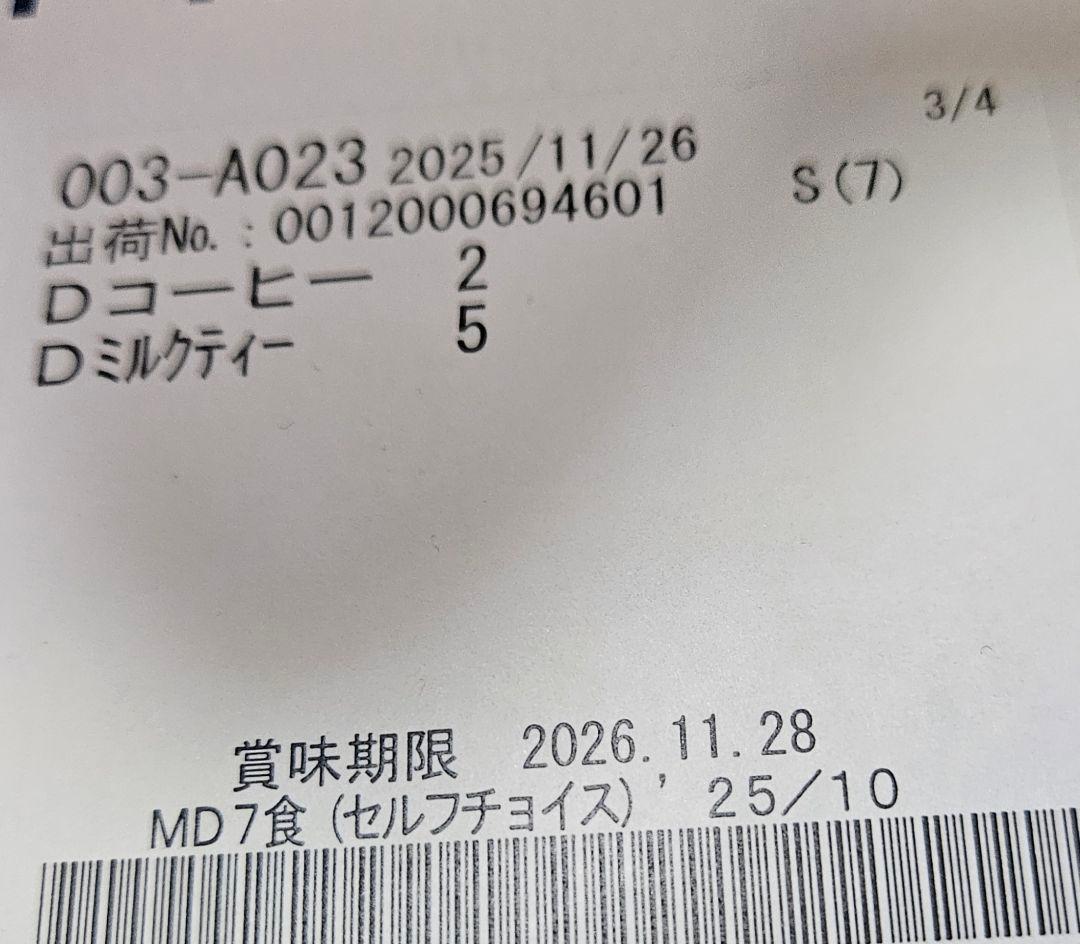 3/4
003-A023 2025/11/26
S(7)
出荷No. : 0012000694601
Dコーヒー 2
Dミルクティー 5
賞味期限 2026.11.28
MD7食(セルフチョイス)'25/10